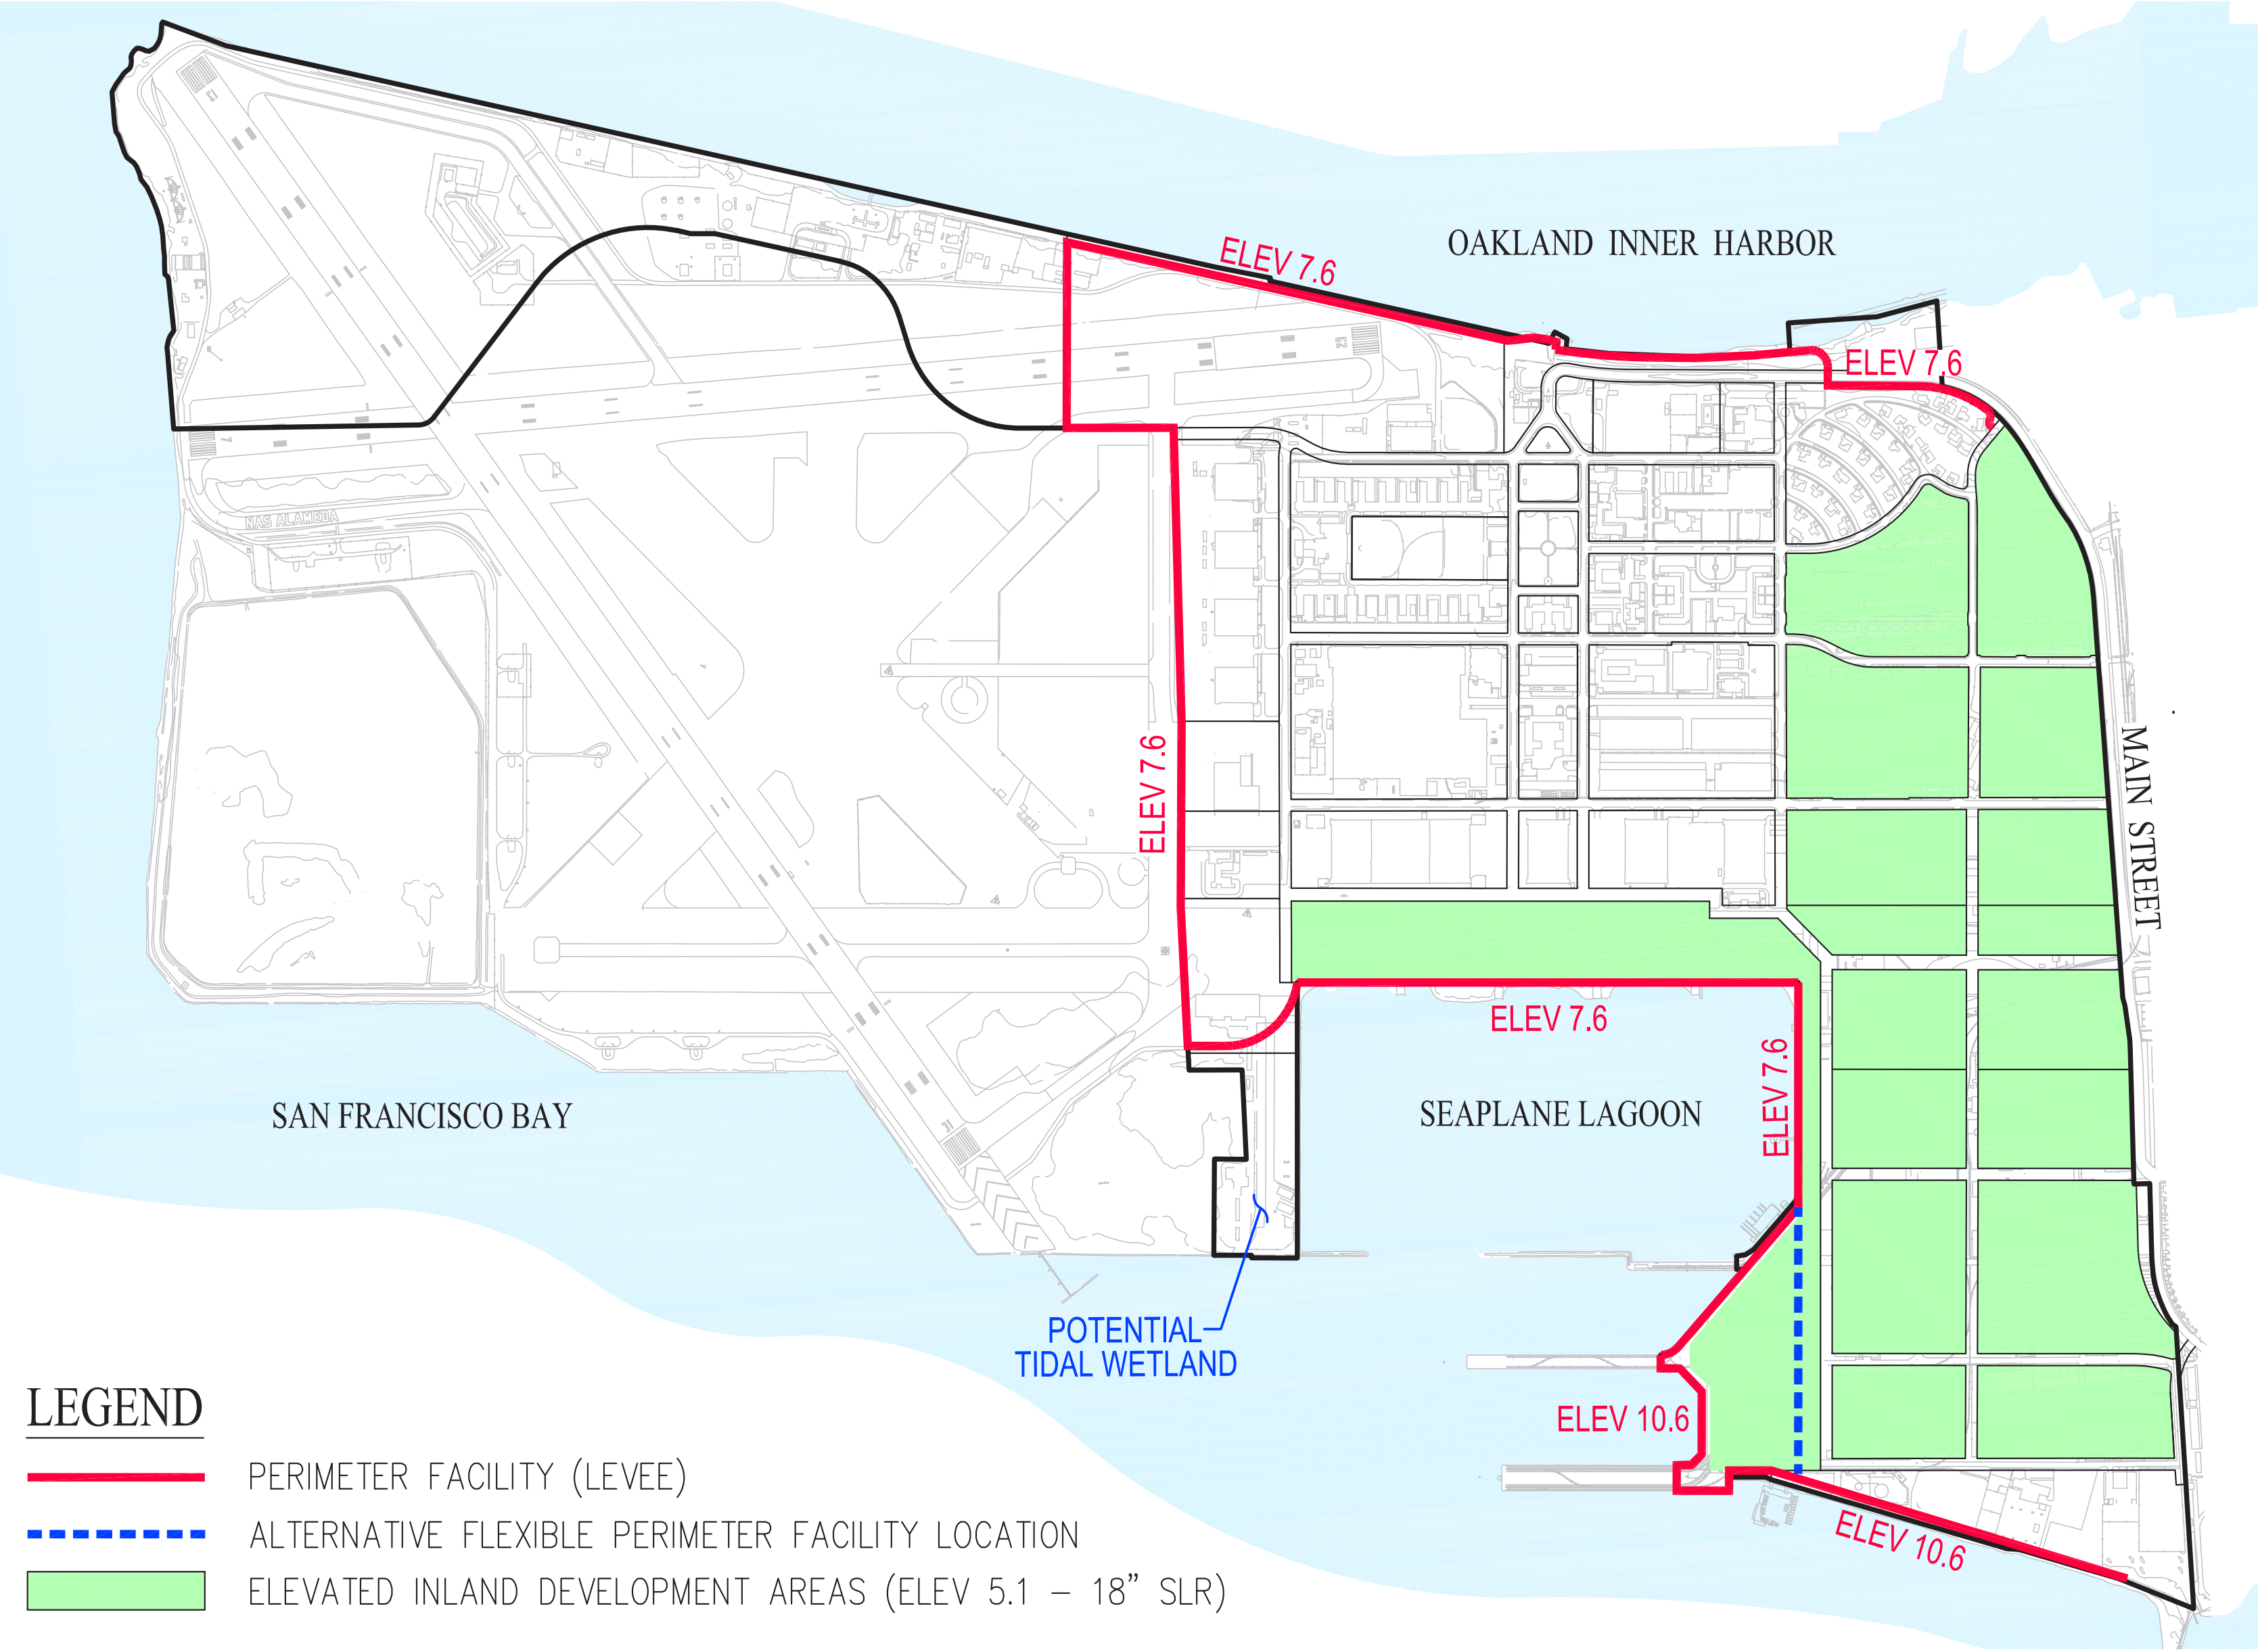 OAKLAND INNER HARBOR
ELEV 7.6
ELEV 7.6
NAS ALAMEDA
ELEV 7.6
MAIN STREET
ELEV 7.6
ELEV 7.6
SAN FRANCISCO BAY
SEAPLANE LAGOON
POTENTIAL
TIDAL WETLAND
ELEV 10.6
ELEV 10.6
LEGEND
PERIMETER FACILITY (LEVEE)
ALTERNATIVE FLEXIBLE PERIMETER FACILITY LOCATION
ELEVATED INLAND DEVELOPMENT AREAS (ELEV 5.1 – 18” SLR)